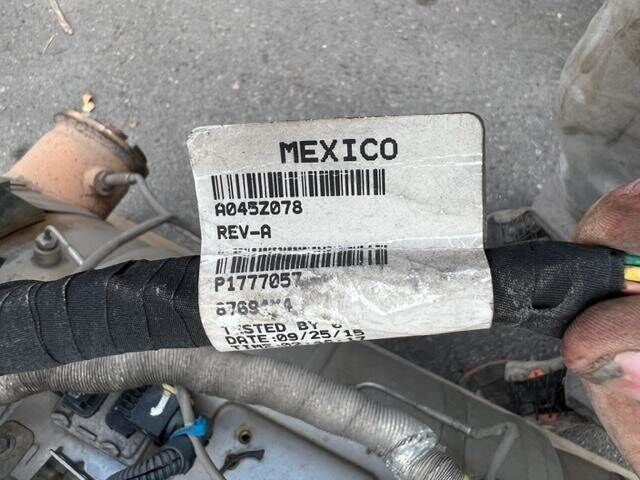 MEXICO
A045Z078
REV-A
P1777057
TESTED BY
DATE:09/25/15